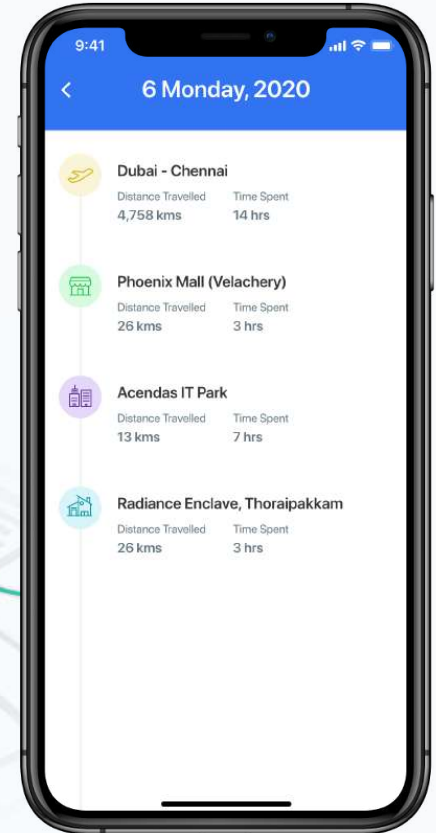 9:41
6 Monday, 2020
Dubai - Chennai
Distance Travelled Time Spent
4,758 kms 14 hrs
Phoenix Mall (Velachery)
Distance Travelled Time Spent
26 kms 3 hrs
Acendas IT Park
Distance Travelled Time Spent
13 kms 7 hrs
Radiance Enclave, Thoraipakkam
Distance Travelled Time Spent
26 kms 3 hrs